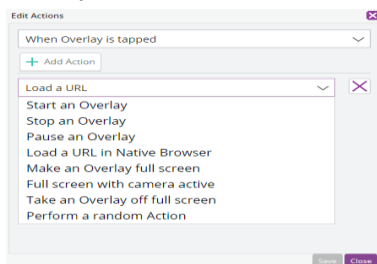 Edit Actions
When Overlay is tapped
Add Action
Load a URL
Start an Overlay
Stop an Overlay
Pause an Overlay
Load a URL in Native Browser
Make an Overlay full screen
Full screen with camera active
Take an Overlay off full screen
Perform a random Action
Save Close